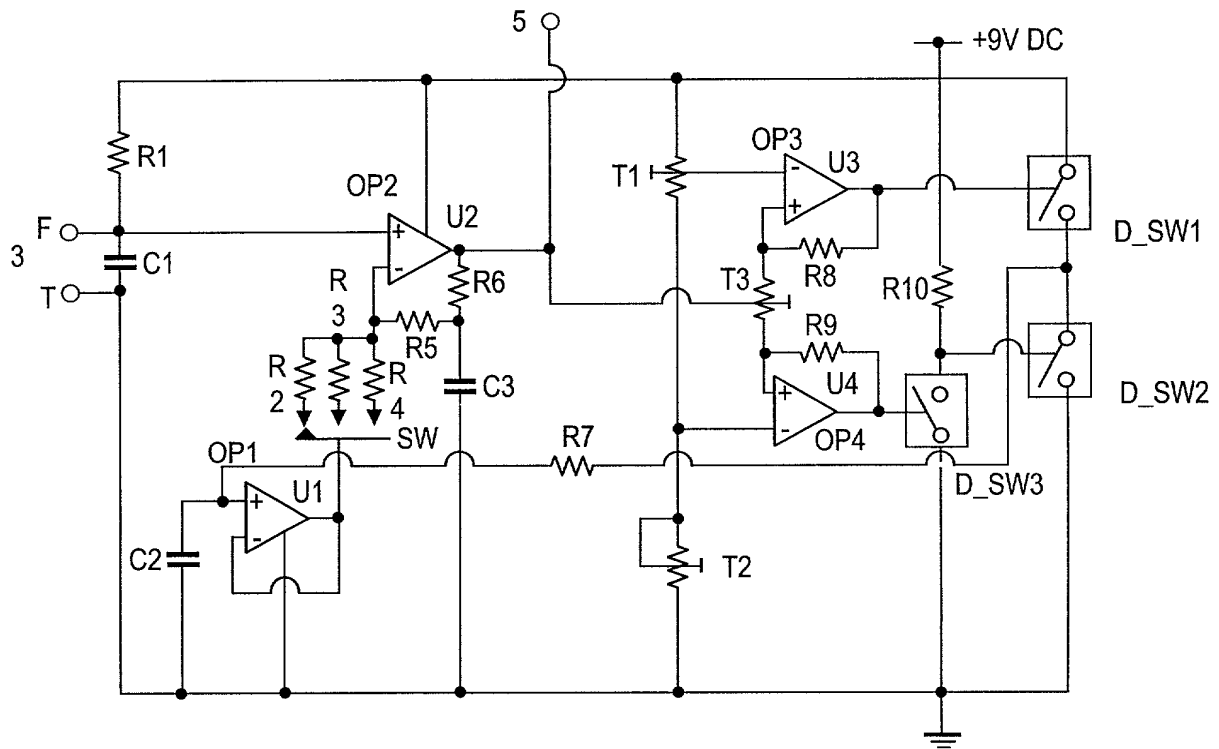 5
+9V DC
R1
OP3
U3
T1
OP2
U2
F
3
T
C1
+
-
-
+
R6
R8
D_SW1
R
3
T3
R10
R5
R9
R
2
R
4
C3
U4
+
-
OP4
D_SW2
SW
OP1
R7
U1
D_SW3
+
-
C2
T2